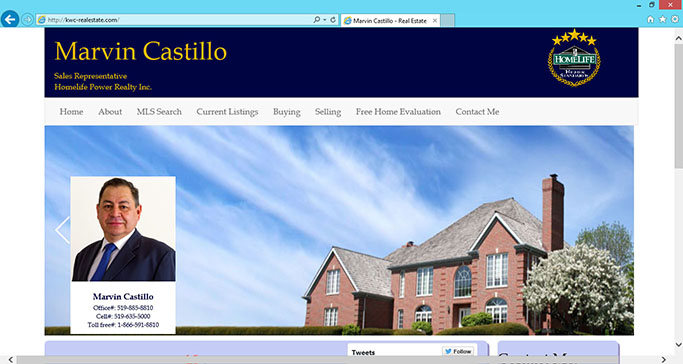 http://kwc-realestate.com/
Marvin Castillo - Real Estate
Marvin Castillo
Sales Representative
Homelife Power Realty Inc.
HOMELIFE
HIGHER STANDARDS
Home About MLS Search Current Listings Buying Selling Free Home Evaluation Contact Me
Marvin Castillo
Office#: 519-885-8810
Cell#: 519-635-5000
Toll free#: 1-866-591-8810
Tweets
Follow